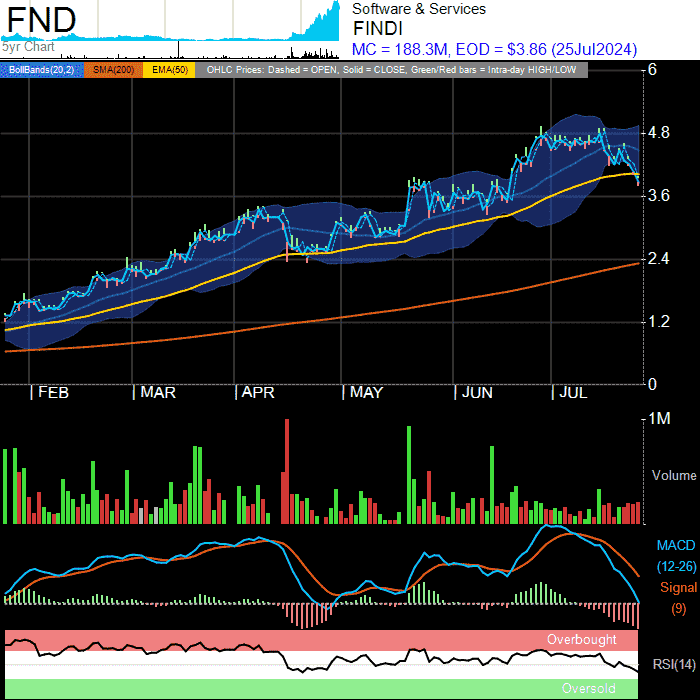 FND
5yr Chart
Software & Services
FINDI
MC = 188.3M, EOD = $3.86 (25Jul2024)
BollBands(20,2) SMA(200) EMA(50) OHLC Prices: Dashed = OPEN, Solid = CLOSE, Green/Red bars = Intra-day HIGH/LOW
6
4.8
3.6
2.4
1.2
0
FEB MAR APR MAY JUN JUL
1M
Volume
MACD
(12-26)
Signal
(9)
Overbought
RSI(14)
Oversold